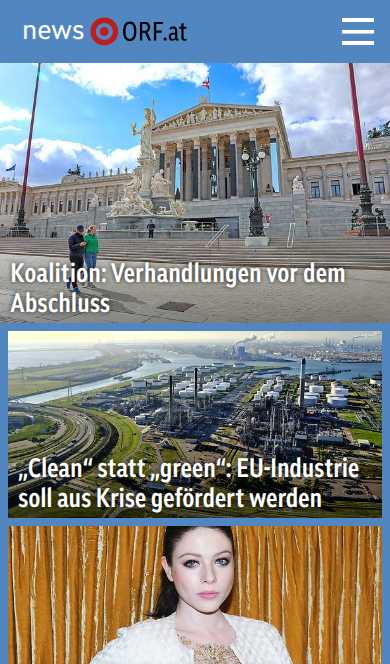 news ORF.at
Koalition: Verhandlungen vor dem
Abschluss
„Clean“ statt „green“: EU-Industrie
soll aus Krise gefördert werden